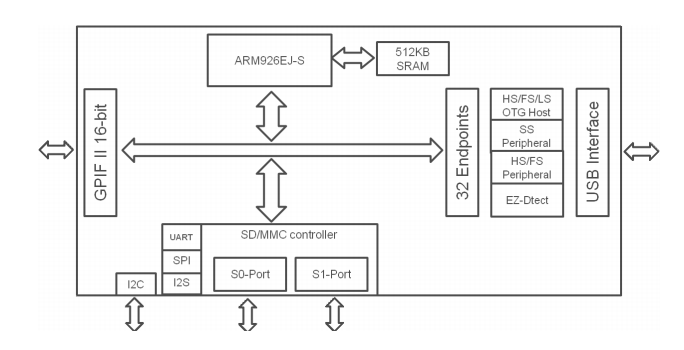 ARM926EJ-S
512KB
SRAM
GPIF II 16-bit
32 Endpoints
HS/FS/LS
OTG Host
SS
Peripheral
HS/FS
Peripheral
EZ-Dtect
USB Interface
UART
SPI
I2S
SD/MMC controller
S0-Port
S1-Port
I2C